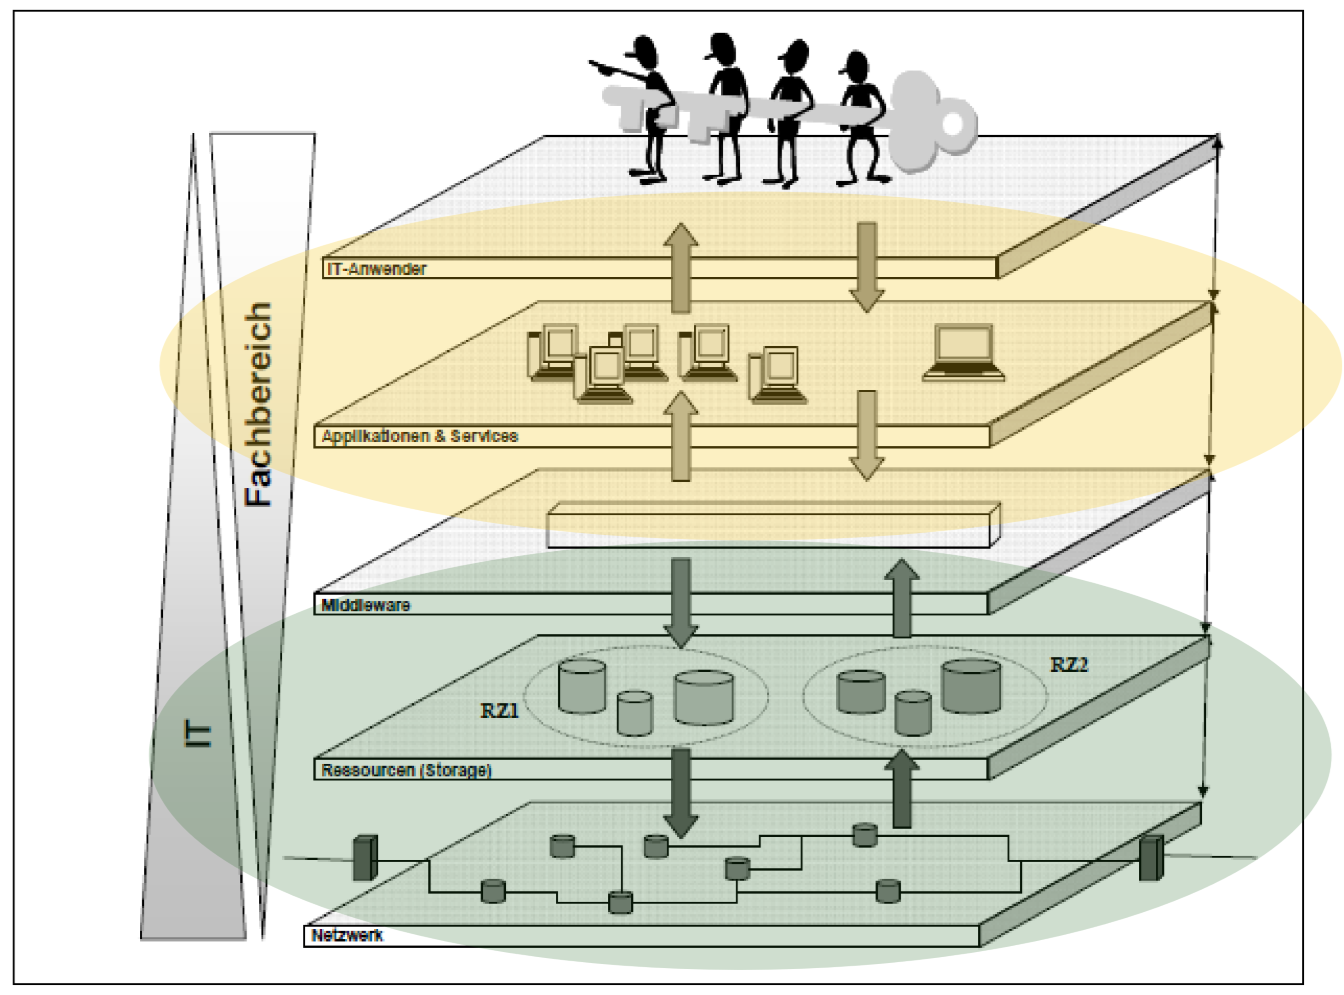 IT-Anwender
Fachbereich
Applikationen & Services
Middleware
RZ2
RZ1
IT
Ressourcen (Storage)
Netzwerk